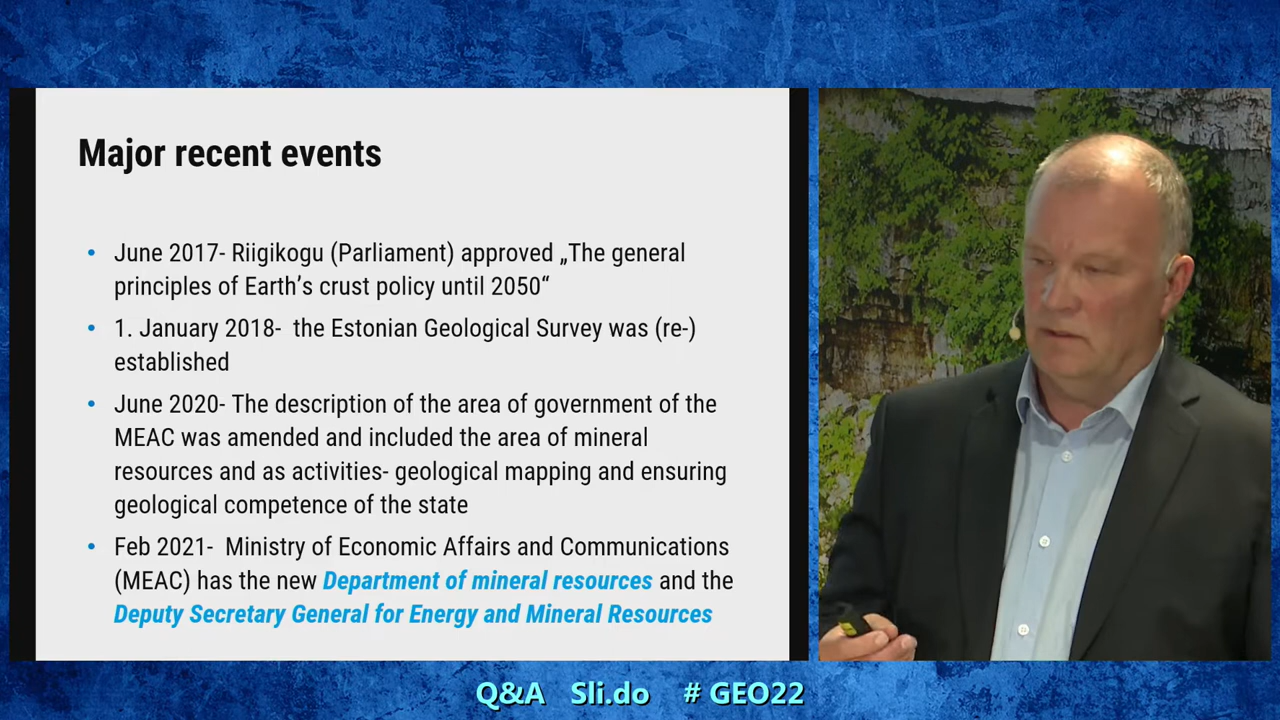 Major recent events
• June 2017- Riigikogu (Parliament) approved „The general
principles of Earth’s crust policy until 2050“
• 1. January 2018-  the Estonian Geological Survey was (re-)
established
• June 2020- The description of the area of government of the
MEAC was amended and included the area of mineral
resources and as activities- geological mapping and ensuring
geological competence of the state
• Feb 2021-  Ministry of Economic Affairs and Communications
(MEAC) has the new Department of mineral resources and the
Deputy Secretary General for Energy and Mineral Resources
Q&A   Sli.do   # GEO22